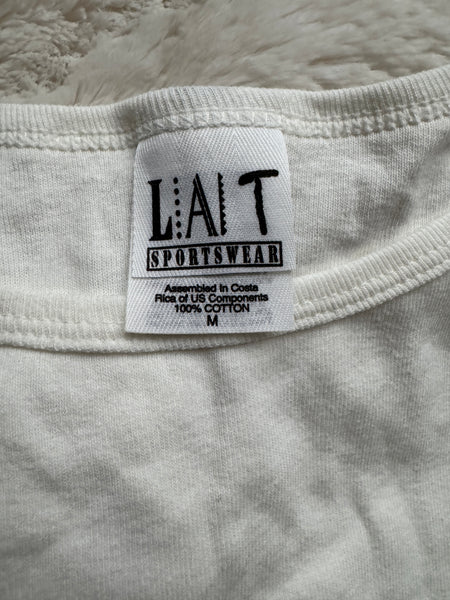 LAT
SPORTSWEAR
Assembled in Costa
Rica of US Components
100% COTTON
M